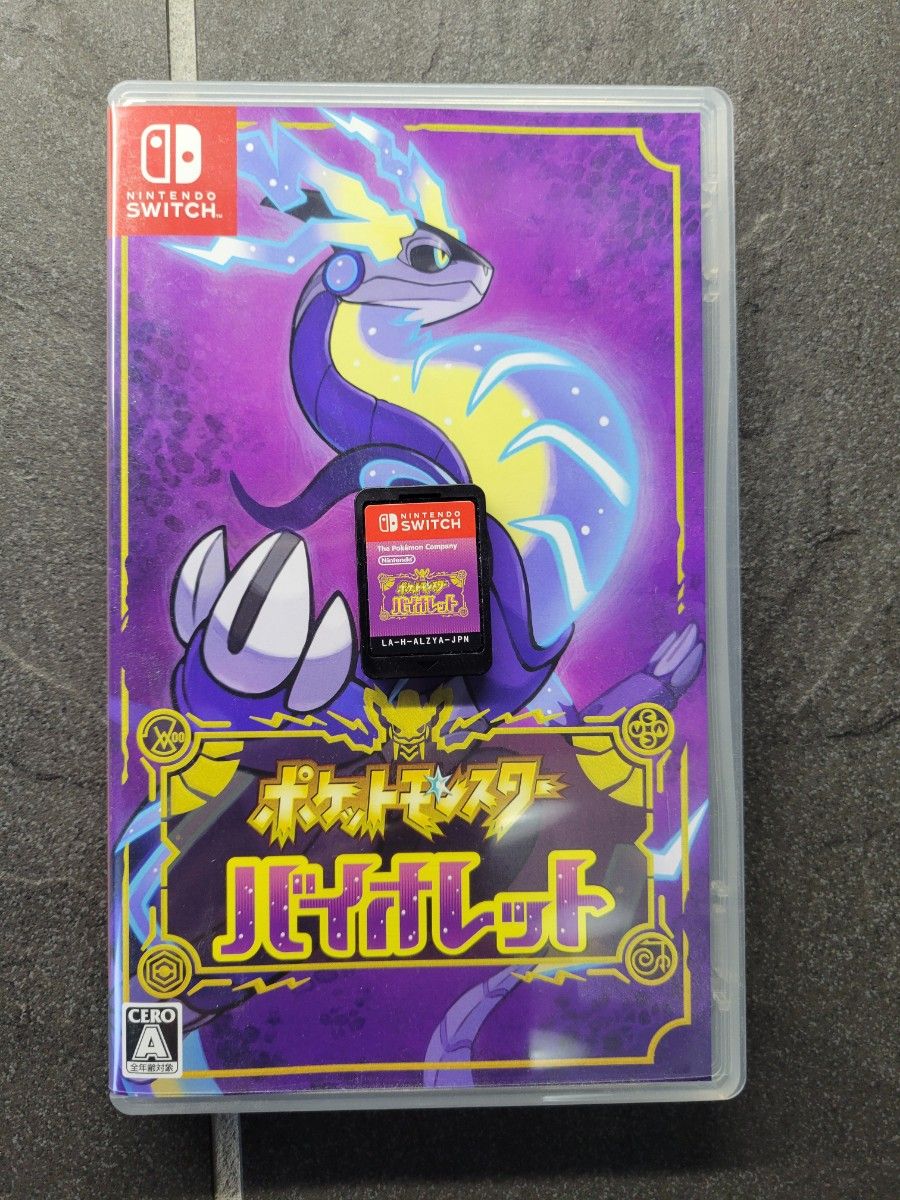 NINTENDO
SWITCH™
NINTENDO
SWITCH
The Pokémon Company
Nintendo
ポケットモンスター
バイオレット
LA-H-ALZYA-JPN
ポケットモンスター
バイオレット
CERO
A
全年齢対象